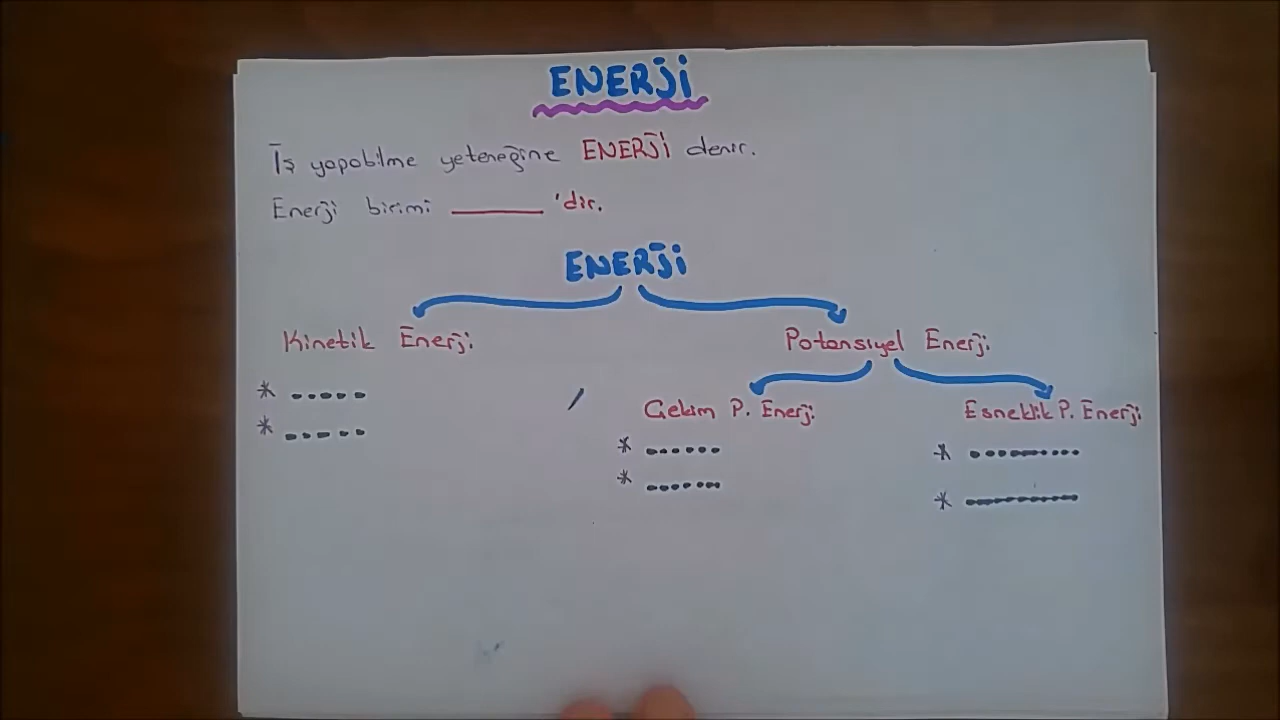 ENERJİ
İş yapabilme yeteneğine ENERJİ denir.
Enerji birimi ______ 'dir.
ENERJİ
Kinetik Enerji
Potansiyel Enerji
* .....
* .....
Çekim P. Enerji
* ......
* .......
Esneklik P. Enerji
* ..........
* ...........